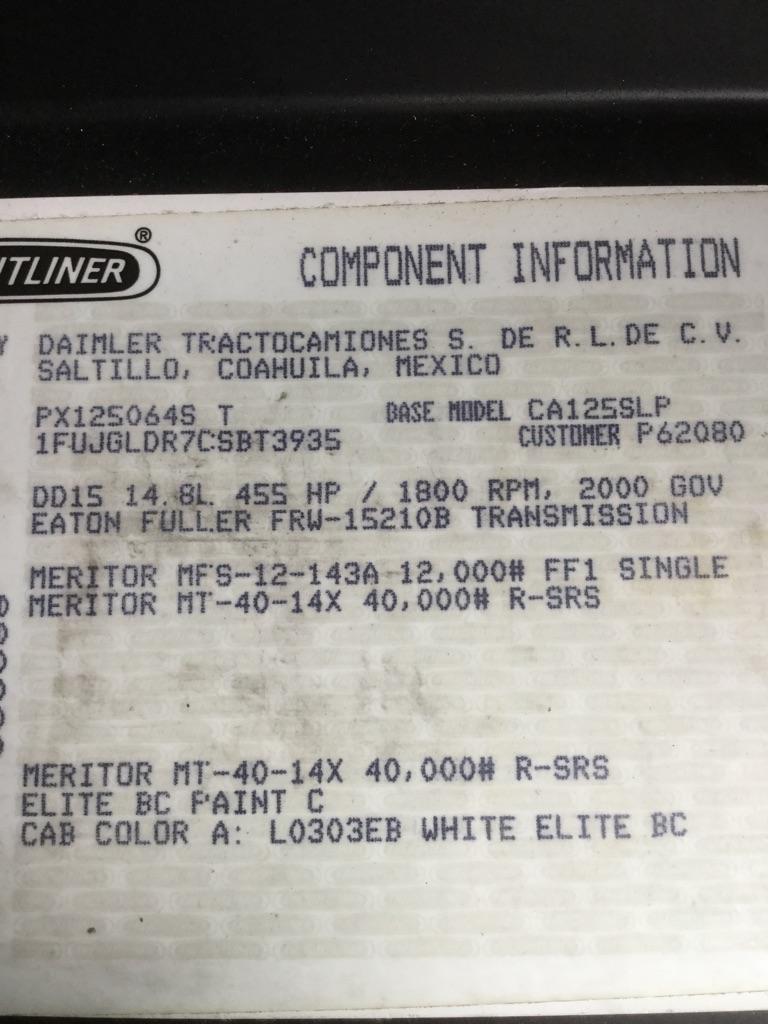 TLINER®
COMPONENT INFORMATION
Y DAIMLER TRACTOCAMIONES S. DE R.L.DE C.V.
SALTILLO, COAHUILA, MEXICO
PX125064S T BASE MODEL CA125SLP
1FUJGLDR7CSBT3935 CUSTOMER P62080
DD15 14.8L 455 HP / 1800 RPM, 2000 GOV
EATON FULLER FRW-15210B TRANSMISSION
MERITOR MFS-12-143A 12,000# FF1 SINGLE
MERITOR MT-40-14X 40,000# R-SRS
MERITOR MT-40-14X 40,000# R-SRS
ELITE BC PAINT C
CAB COLOR A: L0303EB WHITE ELITE BC